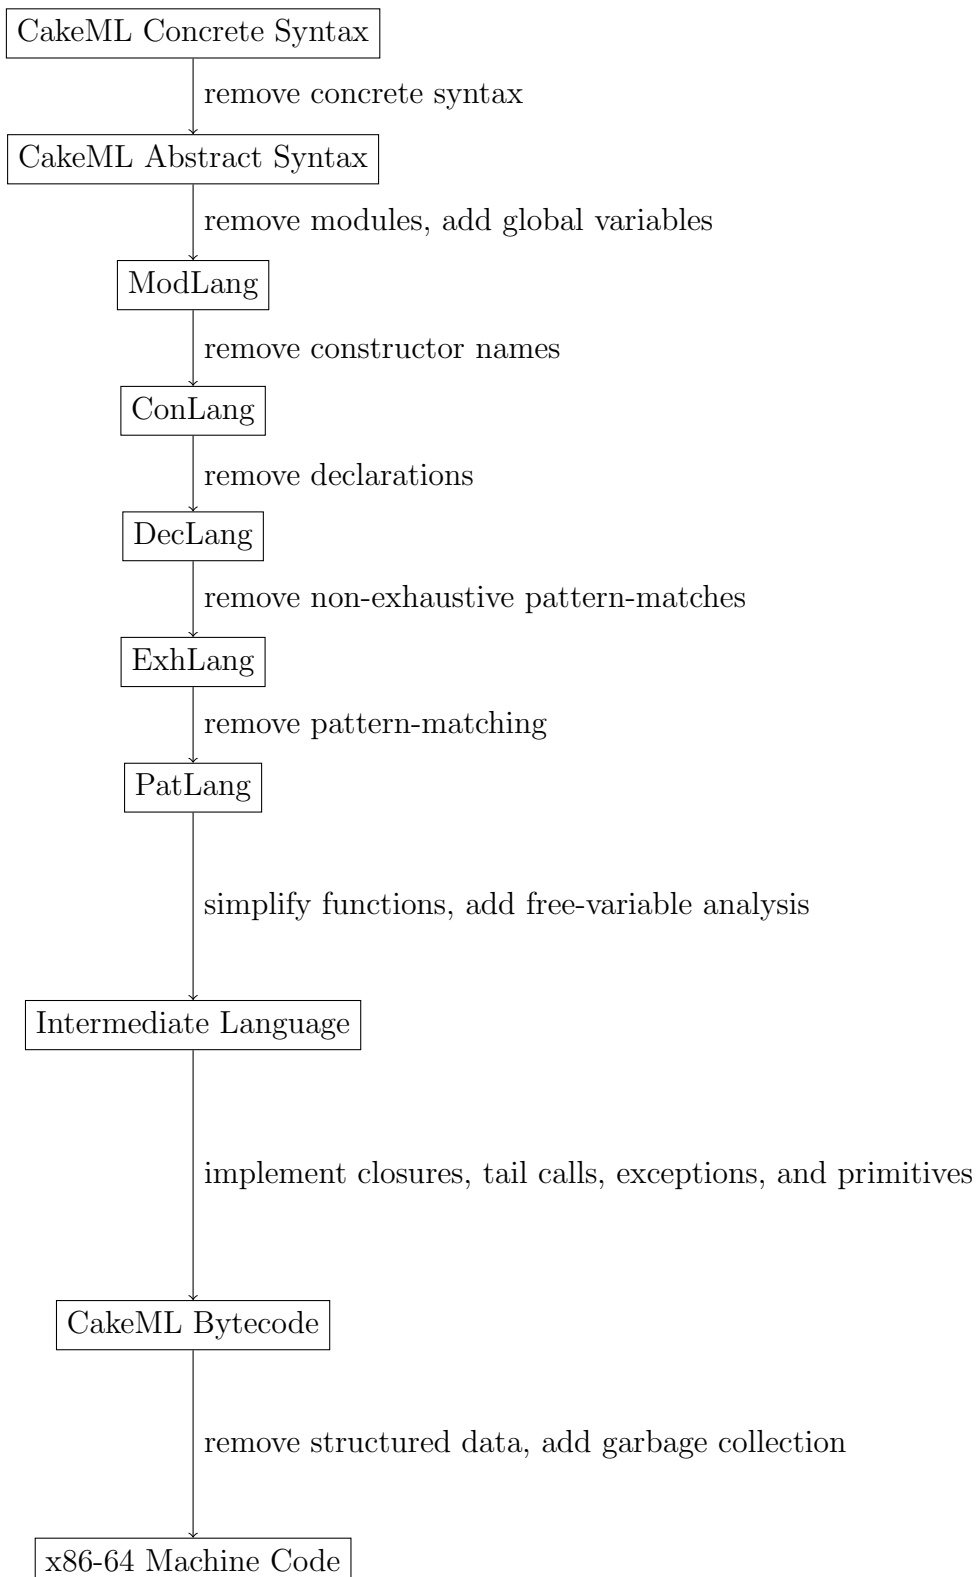 CakeML Concrete Syntax
remove concrete syntax
CakeML Abstract Syntax
remove modules, add global variables
ModLang
remove constructor names
ConLang
remove declarations
DecLang
remove non-exhaustive pattern-matches
ExhLang
remove pattern-matching
PatLang
simplify functions, add free-variable analysis
Intermediate Language
implement closures, tail calls, exceptions, and primitives
CakeML Bytecode
remove structured data, add garbage collection
x86-64 Machine Code